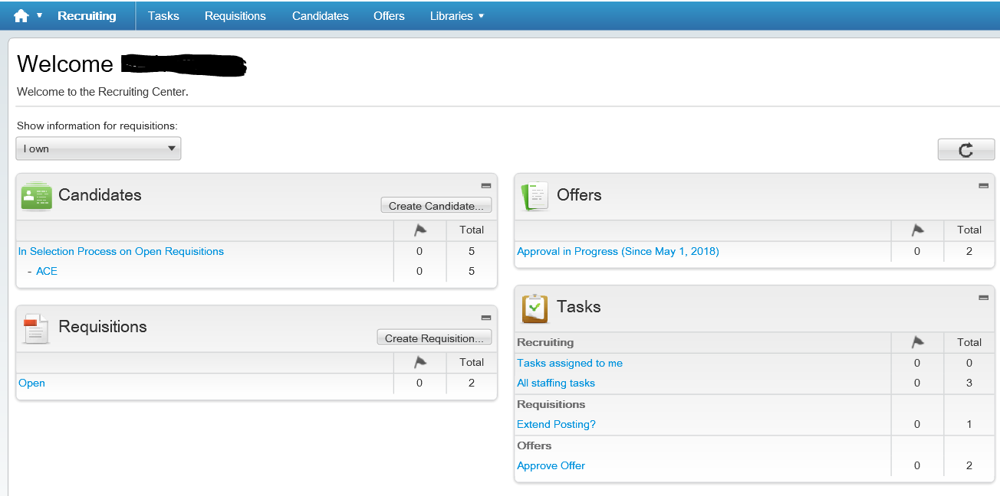 Recruiting Tasks Requisitions Candidates Offers Libraries
Welcome
Welcome to the Recruiting Center.
Show information for requisitions:
I own
Candidates
Create Candidate...
Total
In Selection Process on Open Requisitions 0 5
- ACE 0 5
Requisitions
Create Requisition...
Total
Open 0 2
Offers
Total
Approval in Progress (Since May 1, 2018) 0 2
Tasks
Recruiting Total
Tasks assigned to me 0 0
All staffing tasks 0 3
Requisitions
Extend Posting? 0 1
Offers
Approve Offer 0 2